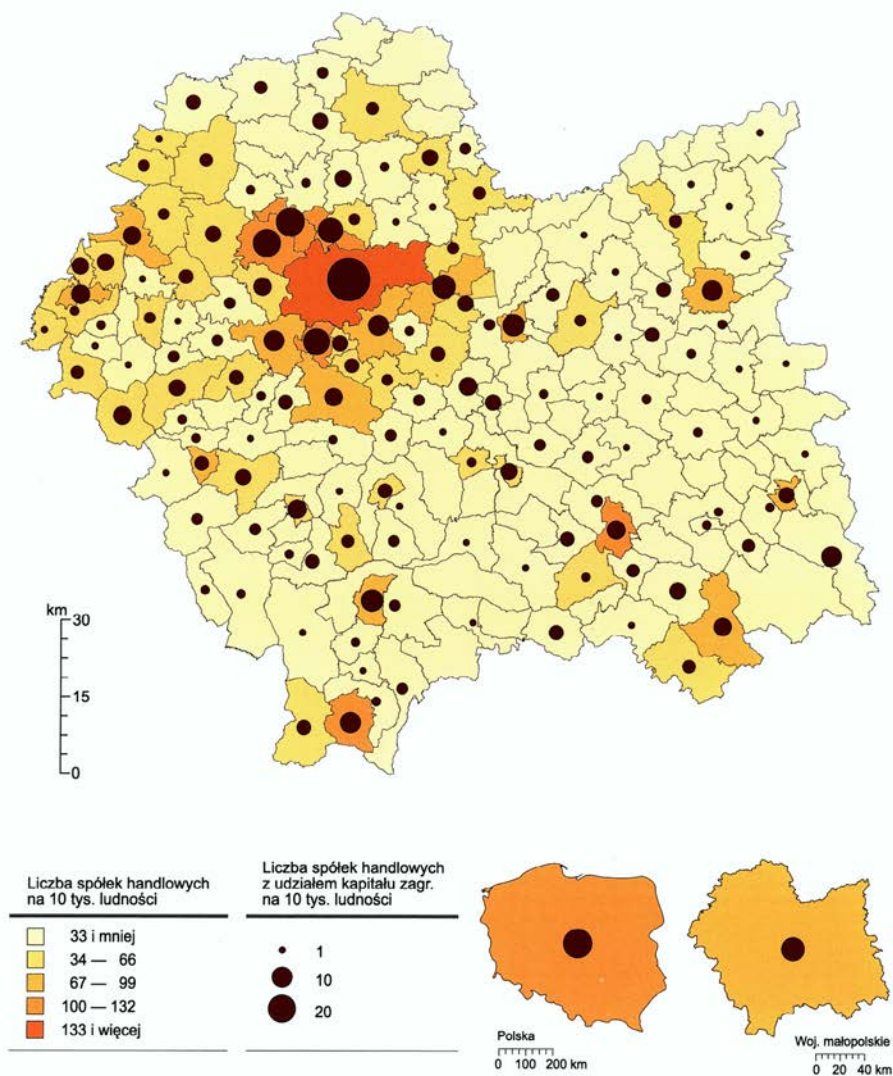 km
30
15
0
Liczba spółek handlowych
na 10 tys. ludności
33 i mniej
34 — 66
67 — 99
100 — 132
133 i więcej
Liczba spółek handlowych
z udziałem kapitału zagr.
na 10 tys. ludności
1
10
20
Polska
0 100 200 km
Woj. małopolskie
0 20 40 km